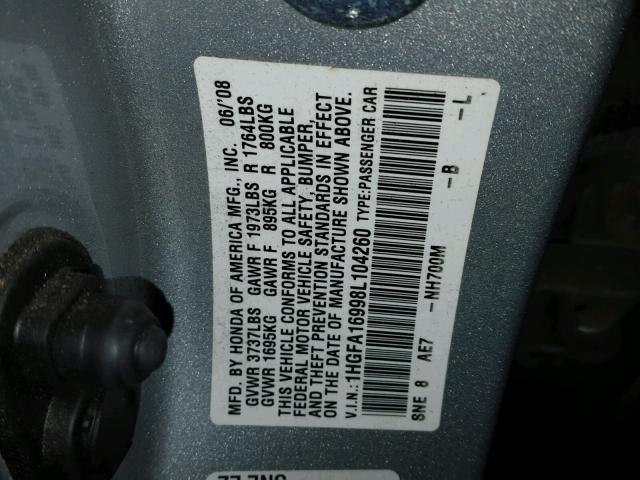 MFD. BY HONDA OF AMERICA MFG., INC. 06/'08
GVWR 3737LBS GAWR F 1973LBS R 1764LBS
GVWR 1695KG GAWR F 895KG R 800KG
THIS VEHICLE CONFORMS TO ALL APPLICABLE
FEDERAL MOTOR VEHICLE SAFETY, BUMPER,
AND THEFT PREVENTION STANDARDS IN EFFECT
ON THE DATE OF MANUFACTURE SHOWN ABOVE.
V.I.N.: 1HGFA16998L104260 TYPE:PASSENGER CAR
SNE 8 AE7 -NH700M -B -L